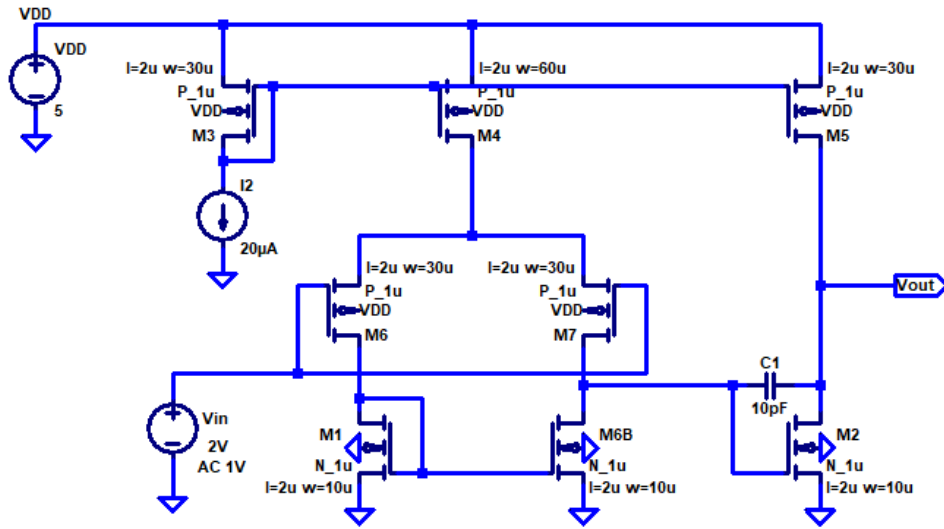 VDD
VDD
5
l=2u w=30u
P_1u
VDD
M3
I2
20µA
l=2u w=60u
P_1u
VDD
M4
l=2u w=30u
P_1u
VDD
M5
l=2u w=30u
P_1u
VDD
M6
l=2u w=30u
P_1u
VDD
M7
Vout
C1
10pF
Vin
2V
AC 1V
M1
N_1u
l=2u w=10u
M6B
N_1u
l=2u w=10u
M2
N_1u
l=2u w=10u